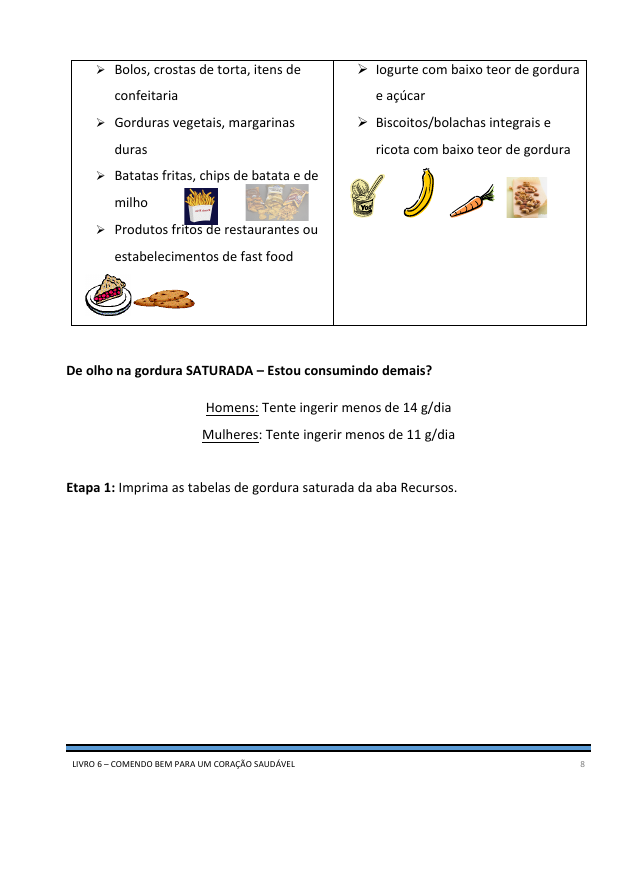 ➢ Bolos, crostas de torta, itens de
confeitaria
➢ Gorduras vegetais, margarinas
duras
➢ Batatas fritas, chips de batata e de
milho
➢ Produtos fritos de restaurantes ou
estabelecimentos de fast food
➢ Iogurte com baixo teor de gordura
e açúcar
➢ Biscoitos/bolachas integrais e
ricota com baixo teor de gordura
De olho na gordura SATURADA – Estou consumindo demais?
Homens: Tente ingerir menos de 14 g/dia
Mulheres: Tente ingerir menos de 11 g/dia
Etapa 1: Imprima as tabelas de gordura saturada da aba Recursos.
LIVRO 6 – COMENDO BEM PARA UM CORAÇÃO SAUDÁVEL
8